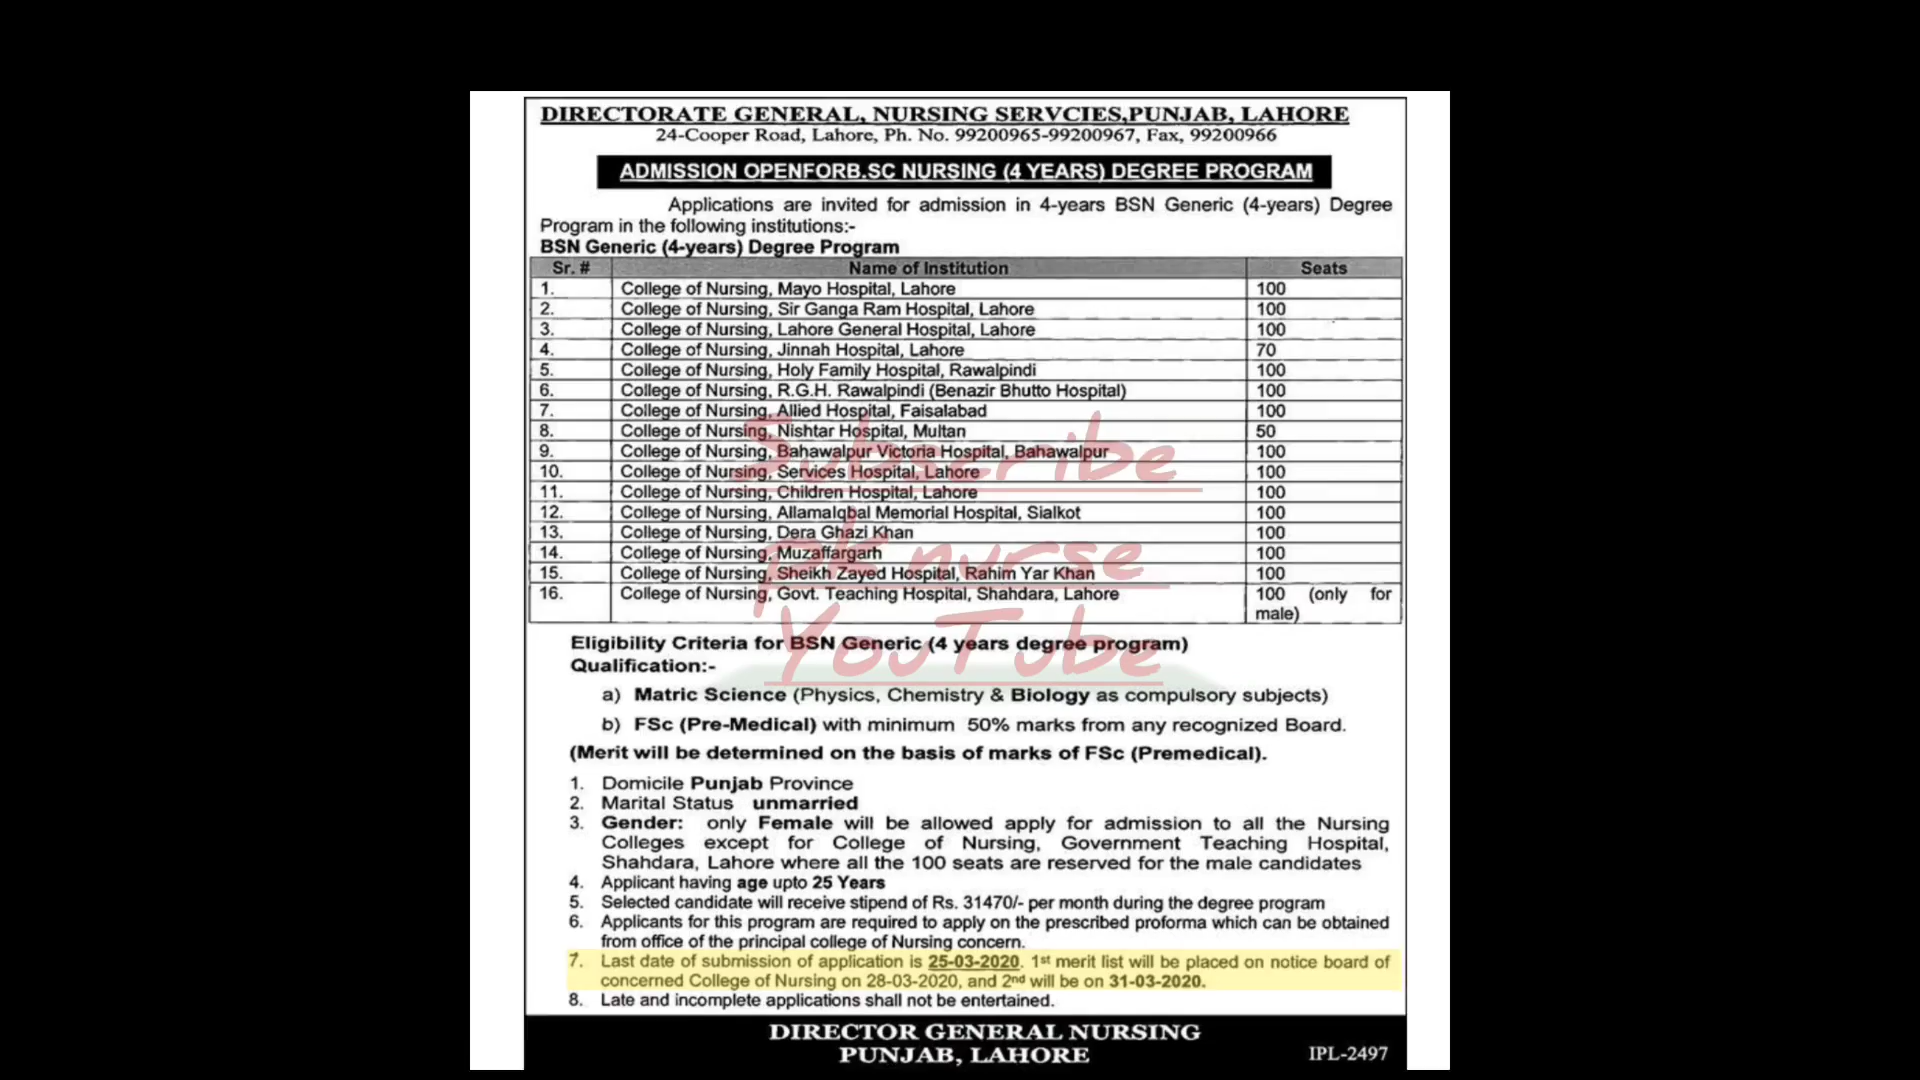 DIRECTORATE GENERAL, NURSING SERVCIES,PUNJAB, LAHORE
24-Cooper Road, Lahore, Ph. No. 99200965-99200967, Fax, 99200966
ADMISSION OPENFORB.SC NURSING (4 YEARS) DEGREE PROGRAM
Applications are invited for admission in 4-years BSN Generic (4-years) Degree
Program in the following institutions:-
BSN Generic (4-years) Degree Program
Sr. # Name of Institution Seats
1. College of Nursing, Mayo Hospital, Lahore 100
2. College of Nursing, Sir Ganga Ram Hospital, Lahore 100
3. College of Nursing, Lahore General Hospital, Lahore 100
4. College of Nursing, Jinnah Hospital, Lahore 70
5. College of Nursing, Holy Family Hospital, Rawalpindi 100
6. College of Nursing, R.G.H. Rawalpindi (Benazir Bhutto Hospital) 100
7. College of Nursing, Allied Hospital, Faisalabad 100
8. College of Nursing, Nishtar Hospital, Multan 50
9. College of Nursing, Bahawalpur Victoria Hospital, Bahawalpur 100
10. College of Nursing, Services Hospital, Lahore 100
11. College of Nursing, Children Hospital, Lahore 100
12. College of Nursing, AllamaIqbal Memorial Hospital, Sialkot 100
13. College of Nursing, Dera Ghazi Khan 100
14. College of Nursing, Muzaffargarh 100
15. College of Nursing, Sheikh Zayed Hospital, Rahim Yar Khan 100
16. College of Nursing, Govt. Teaching Hospital, Shahdara, Lahore 100 (only for
male)
Subscribe
pk nurse
YouTube
Eligibility Criteria for BSN Generic (4 years degree program)
Qualification:-
a) Matric Science (Physics, Chemistry & Biology as compulsory subjects)
b) FSc (Pre-Medical) with minimum 50% marks from any recognized Board.
(Merit will be determined on the basis of marks of FSc (Premedical).
1. Domicile Punjab Province
2. Marital Status unmarried
3. Gender: only Female will be allowed apply for admission to all the Nursing
Colleges except for College of Nursing, Government Teaching Hospital,
Shahdara, Lahore where all the 100 seats are reserved for the male candidates
4. Applicant having age upto 25 Years
5. Selected candidate will receive stipend of Rs. 31470/- per month during the degree program
6. Applicants for this program are required to apply on the prescribed proforma which can be obtained
from office of the principal college of Nursing concern.
7. Last date of submission of application is 25-03-2020. 1st merit list will be placed on notice board of
concerned College of Nursing on 28-03-2020, and 2nd will be on 31-03-2020.
8. Late and incomplete applications shall not be entertained.
DIRECTOR GENERAL NURSING
PUNJAB, LAHORE
IPL-2497